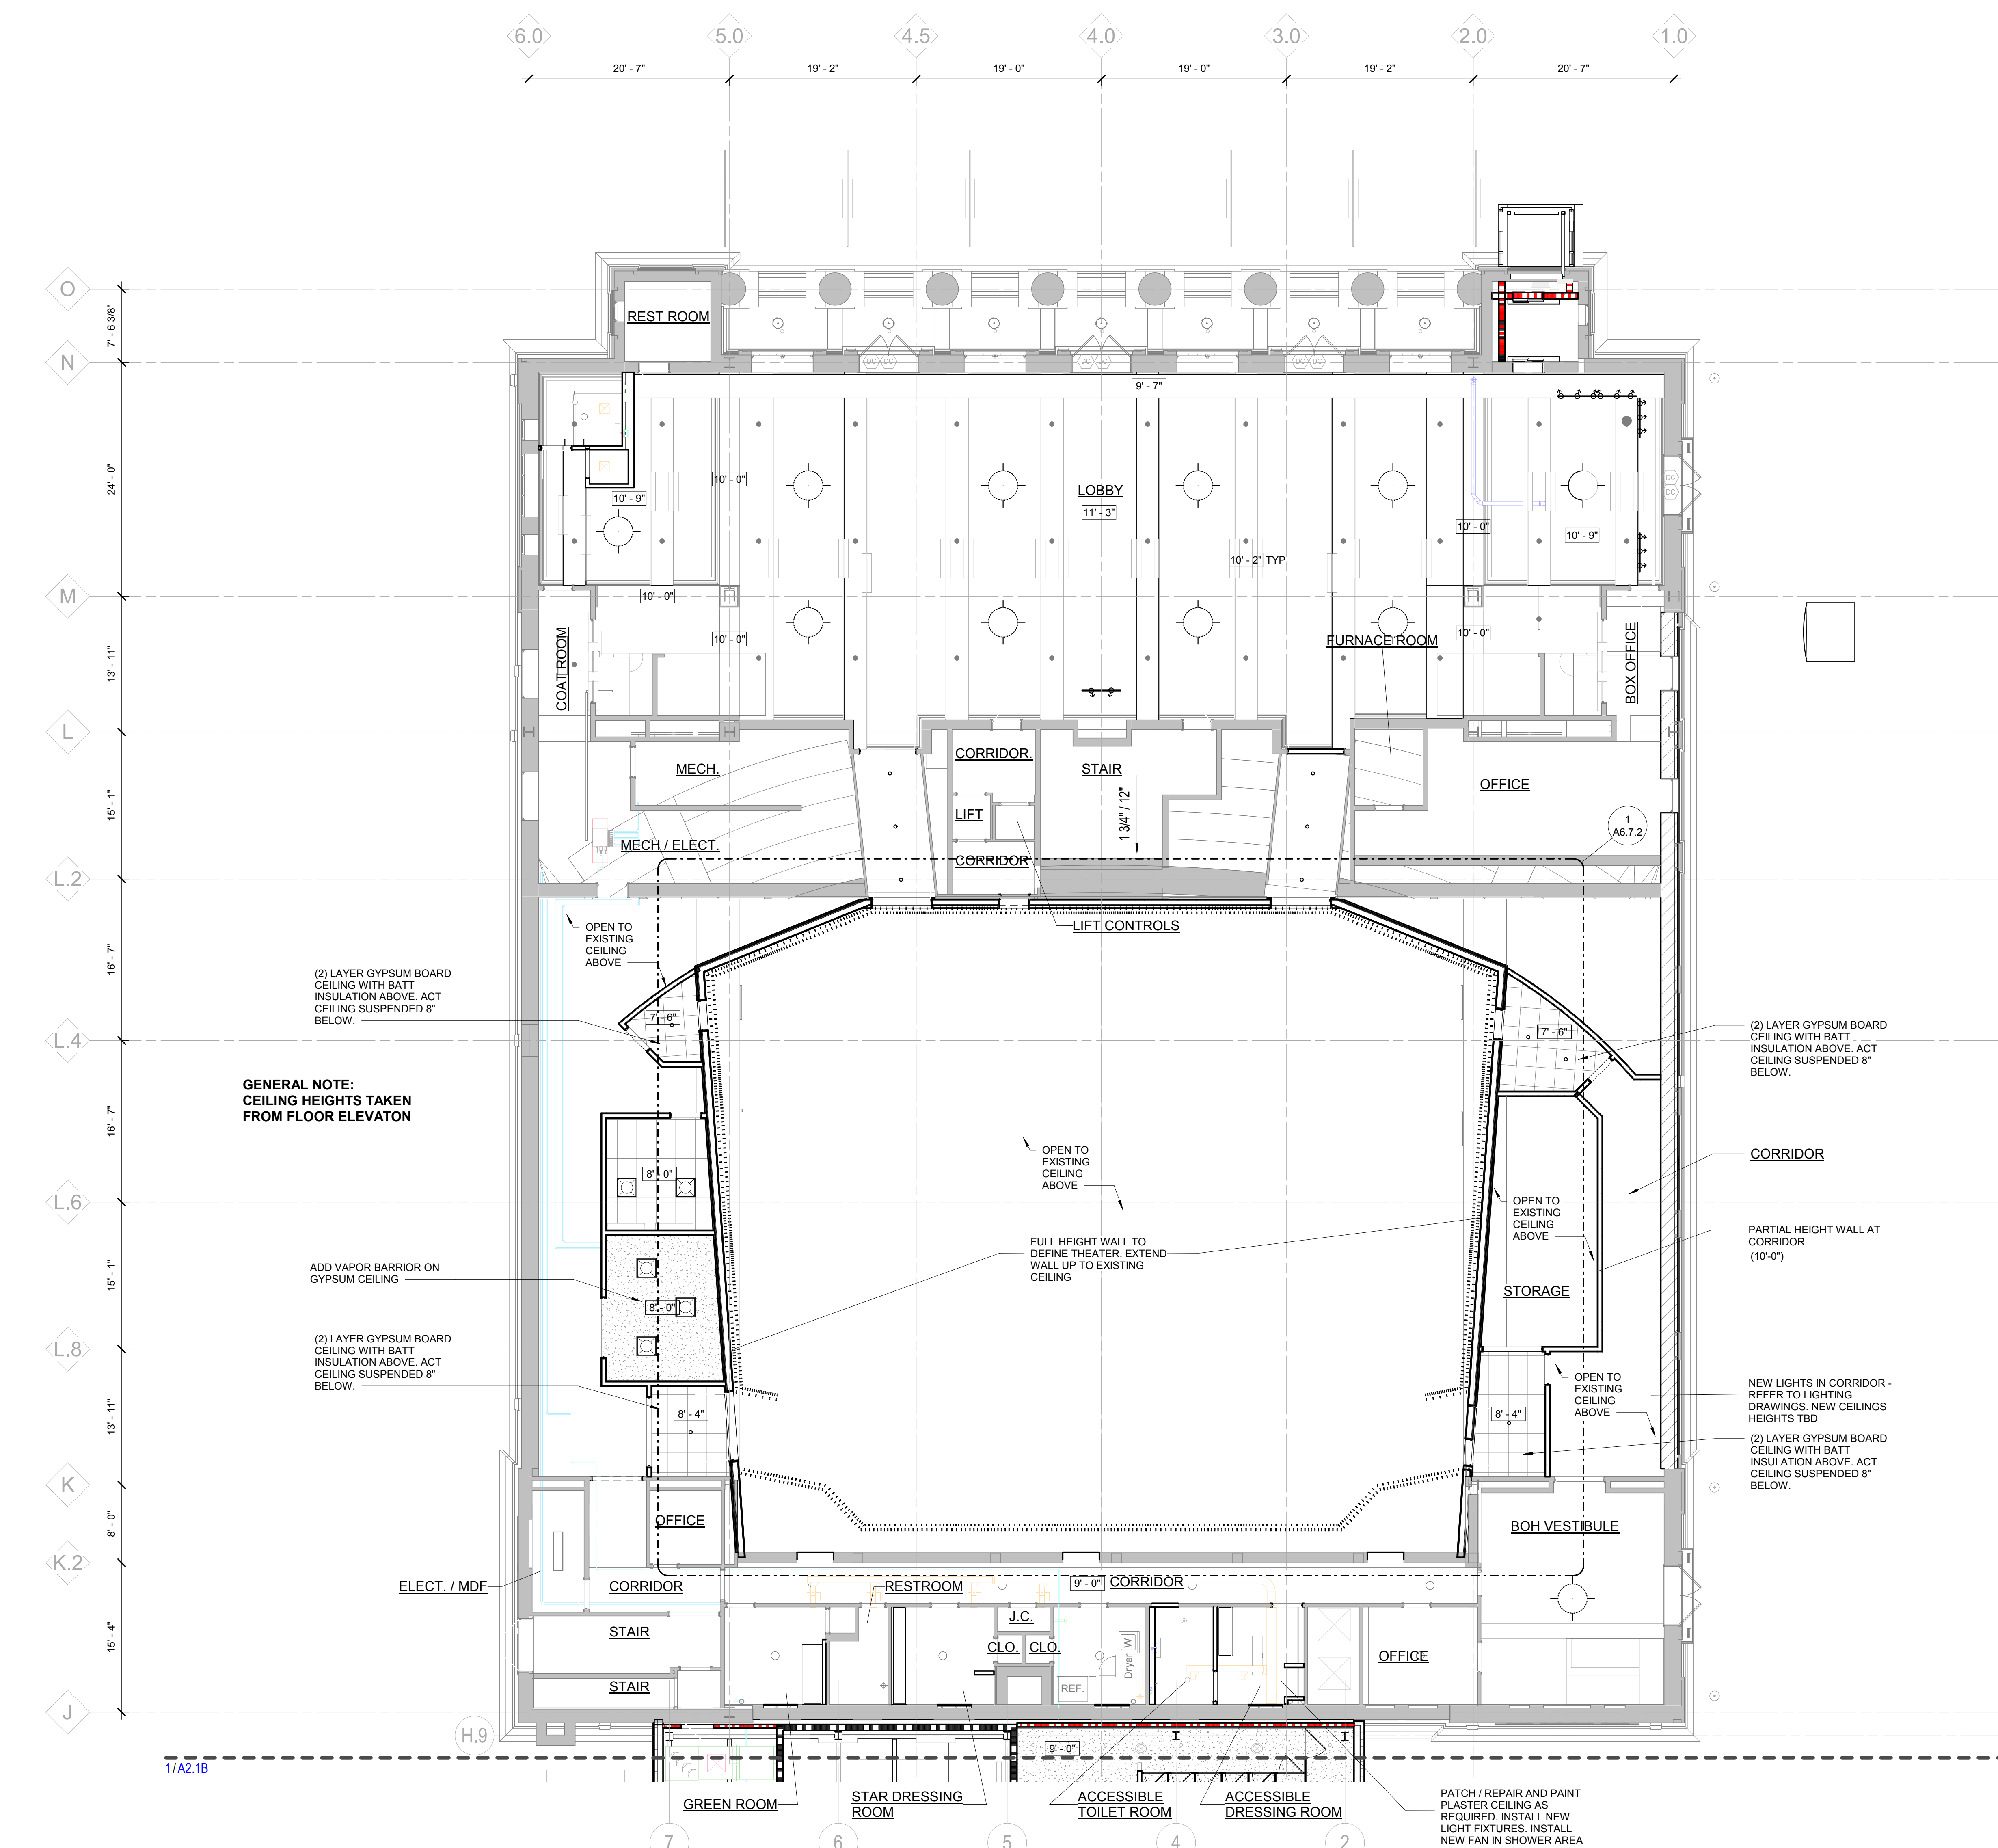 6.0 5.0 4.5 4.0 3.0 2.0 1.0
20' - 7" 19' - 2" 19' - 0" 19' - 0" 19' - 2" 20' - 7"
O
7' - 6 3/8"
REST ROOM
N
DC DC DC DC DC DC
9' - 7"
24' - 0"
10' - 0"
10' - 9"
LOBBY
11' - 3"
DC
DC
10' - 0"
10' - 9"
10' - 2" TYP
M
10' - 0"
10' - 0"
FURNACE ROOM
10' - 0"
COAT ROOM
BOX OFFICE
13' - 11"
L
CORRIDOR.
MECH.
STAIR
OFFICE
15' - 1"
LIFT
1 3/4" / 12"
1
A6.7.2
MECH / ELECT.
CORRIDOR
L.2
LIFT CONTROLS
OPEN TO
EXISTING
CEILING
ABOVE
16' - 7"
(2) LAYER GYPSUM BOARD
CEILING WITH BATT
INSULATION ABOVE. ACT
CEILING SUSPENDED 8"
BELOW.
7' - 6"
7' - 6"
(2) LAYER GYPSUM BOARD
CEILING WITH BATT
INSULATION ABOVE. ACT
CEILING SUSPENDED 8"
BELOW.
L.4
GENERAL NOTE:
CEILING HEIGHTS TAKEN
FROM FLOOR ELEVATON
16' - 7"
OPEN TO
EXISTING
CEILING
ABOVE
CORRIDOR
8' - 0"
L.6
OPEN TO
EXISTING
CEILING
ABOVE
PARTIAL HEIGHT WALL AT
CORRIDOR
(10'-0")
FULL HEIGHT WALL TO
DEFINE THEATER. EXTEND
WALL UP TO EXISTING
CEILING
15' - 1"
ADD VAPOR BARRIER ON
GYPSUM CEILING
STORAGE
8' - 0"
L.8
(2) LAYER GYPSUM BOARD
CEILING WITH BATT
INSULATION ABOVE. ACT
CEILING SUSPENDED 8"
BELOW.
OPEN TO
EXISTING
CEILING
ABOVE
NEW LIGHTS IN CORRIDOR -
REFER TO LIGHTING
DRAWINGS. NEW CEILINGS
HEIGHTS TBD
13' - 11"
8' - 4"
8' - 4"
(2) LAYER GYPSUM BOARD
CEILING WITH BATT
INSULATION ABOVE. ACT
CEILING SUSPENDED 8"
BELOW.
K
8' - 0"
OFFICE
BOH VESTIBULE
K.2
ELECT. / MDF
CORRIDOR
RESTROOM
9' - 0"
CORRIDOR
15' - 4"
STAIR
J.C.
CLO.
CLO.
W
Dryer
REF.
OFFICE
STAIR
J
H.9
9' - 0"
1 / A2.1B
GREEN ROOM
STAR DRESSING
ROOM
ACCESSIBLE
TOILET ROOM
ACCESSIBLE
DRESSING ROOM
PATCH / REPAIR AND PAINT
PLASTER CEILING AS
REQUIRED. INSTALL NEW
LIGHT FIXTURES. INSTALL
NEW FAN IN SHOWER AREA
7 6 5 4 2